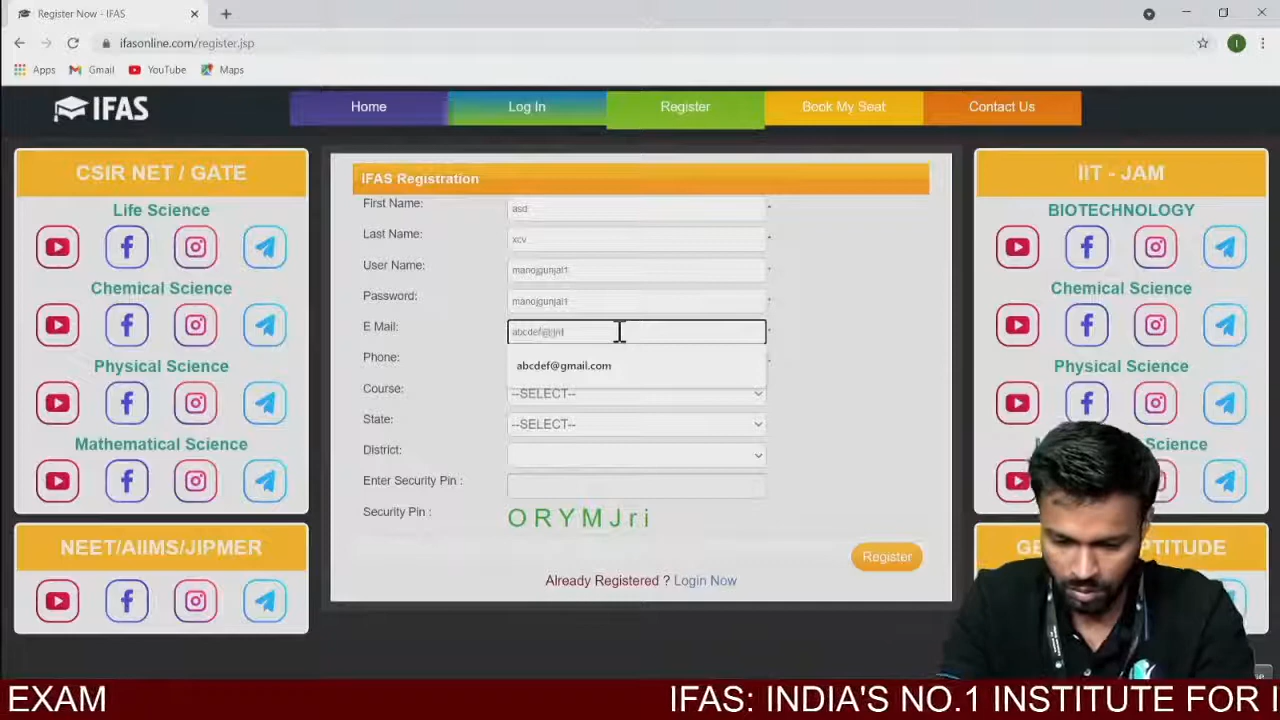 Register Now - IFAS
ifasonline.com/register.jsp
I
Apps Gmail YouTube Maps
IFAS
Home Log In Register Book My Seat Contact Us
CSIR NET / GATE
Life Science
Chemical Science
Physical Science
Mathematical Science
NEET/AIIMS/JIPMER
IFAS Registration
First Name: asd
Last Name: xcv
User Name: manojgunjal1
Password: manojgunjal1
E Mail:
abcdef@gmail.com
Phone:
Course: --SELECT--
State: --SELECT--
District:
Enter Security Pin :
Security Pin : O R Y M J r i
Register
Already Registered ? Login Now
IIT - JAM
BIOTECHNOLOGY
Chemical Science
Physical Science
Science
EXAM IFAS: INDIA'S NO.1 INSTITUTE FOR